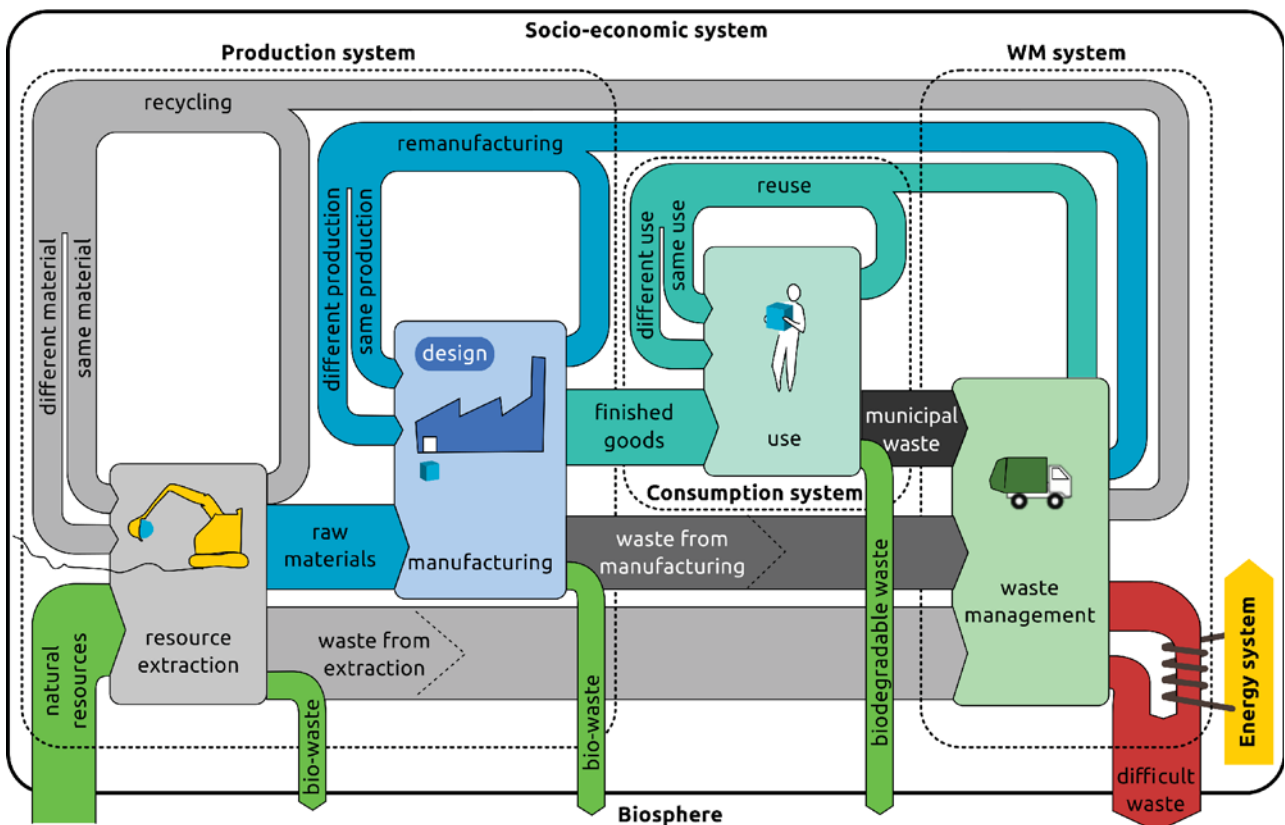 Socio-economic system
Production system
WM system
recycling
remanufacturing
reuse
different material
same material
different production
same production
different use
same use
design
finished
goods
use
municipal
waste
Consumption system
raw
materials
manufacturing
waste from
manufacturing
waste
management
natural
resources
resource
extraction
waste from
extraction
bio-waste
bio-waste
biodegradable waste
Energy system
difficult
waste
Biosphere